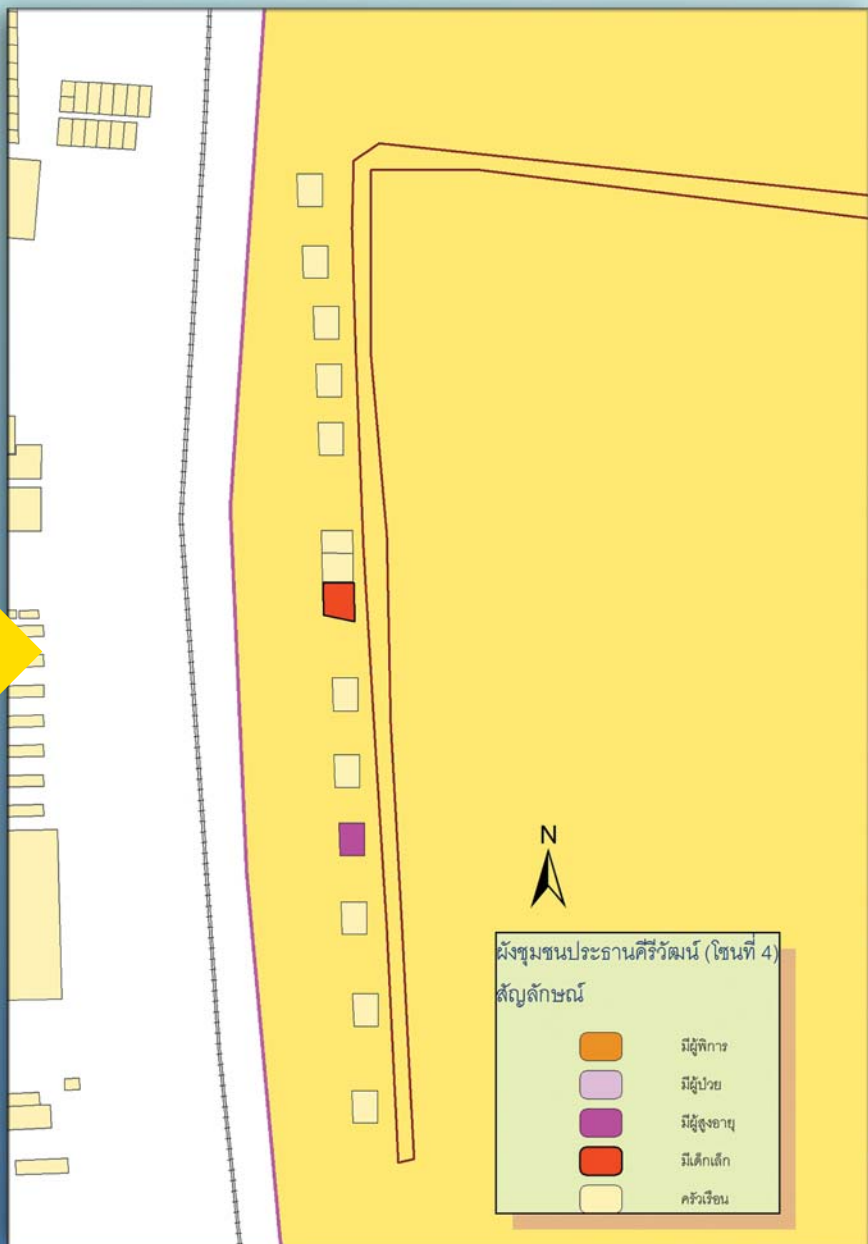 N
ผังชุมชนประธานคีรีวัฒน์ (โซนที่ 4)
สัญลักษณ์
มีผู้พิการ
มีผู้ป่วย
มีผู้สูงอายุ
มีเด็กเล็ก
ครัวเรือน